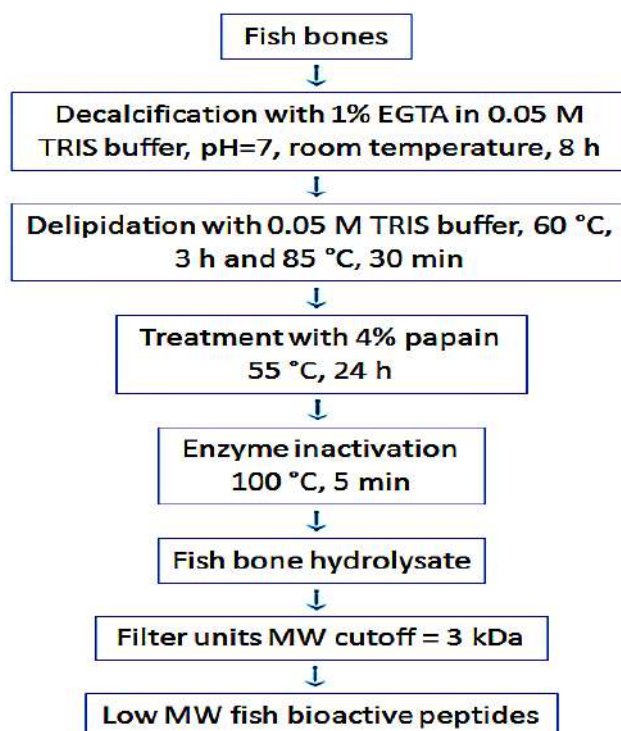 Fish bones
Decalcification with 1% EGTA in 0.05 M
TRIS buffer, pH=7, room temperature, 8 h
Delipidation with 0.05 M TRIS buffer, 60 °C,
3 h and 85 °C, 30 min
Treatment with 4% papain
55 °C, 24 h
Enzyme inactivation
100 °C, 5 min
Fish bone hydrolysate
Filter units MW cutoff = 3 kDa
Low MW fish bioactive peptides